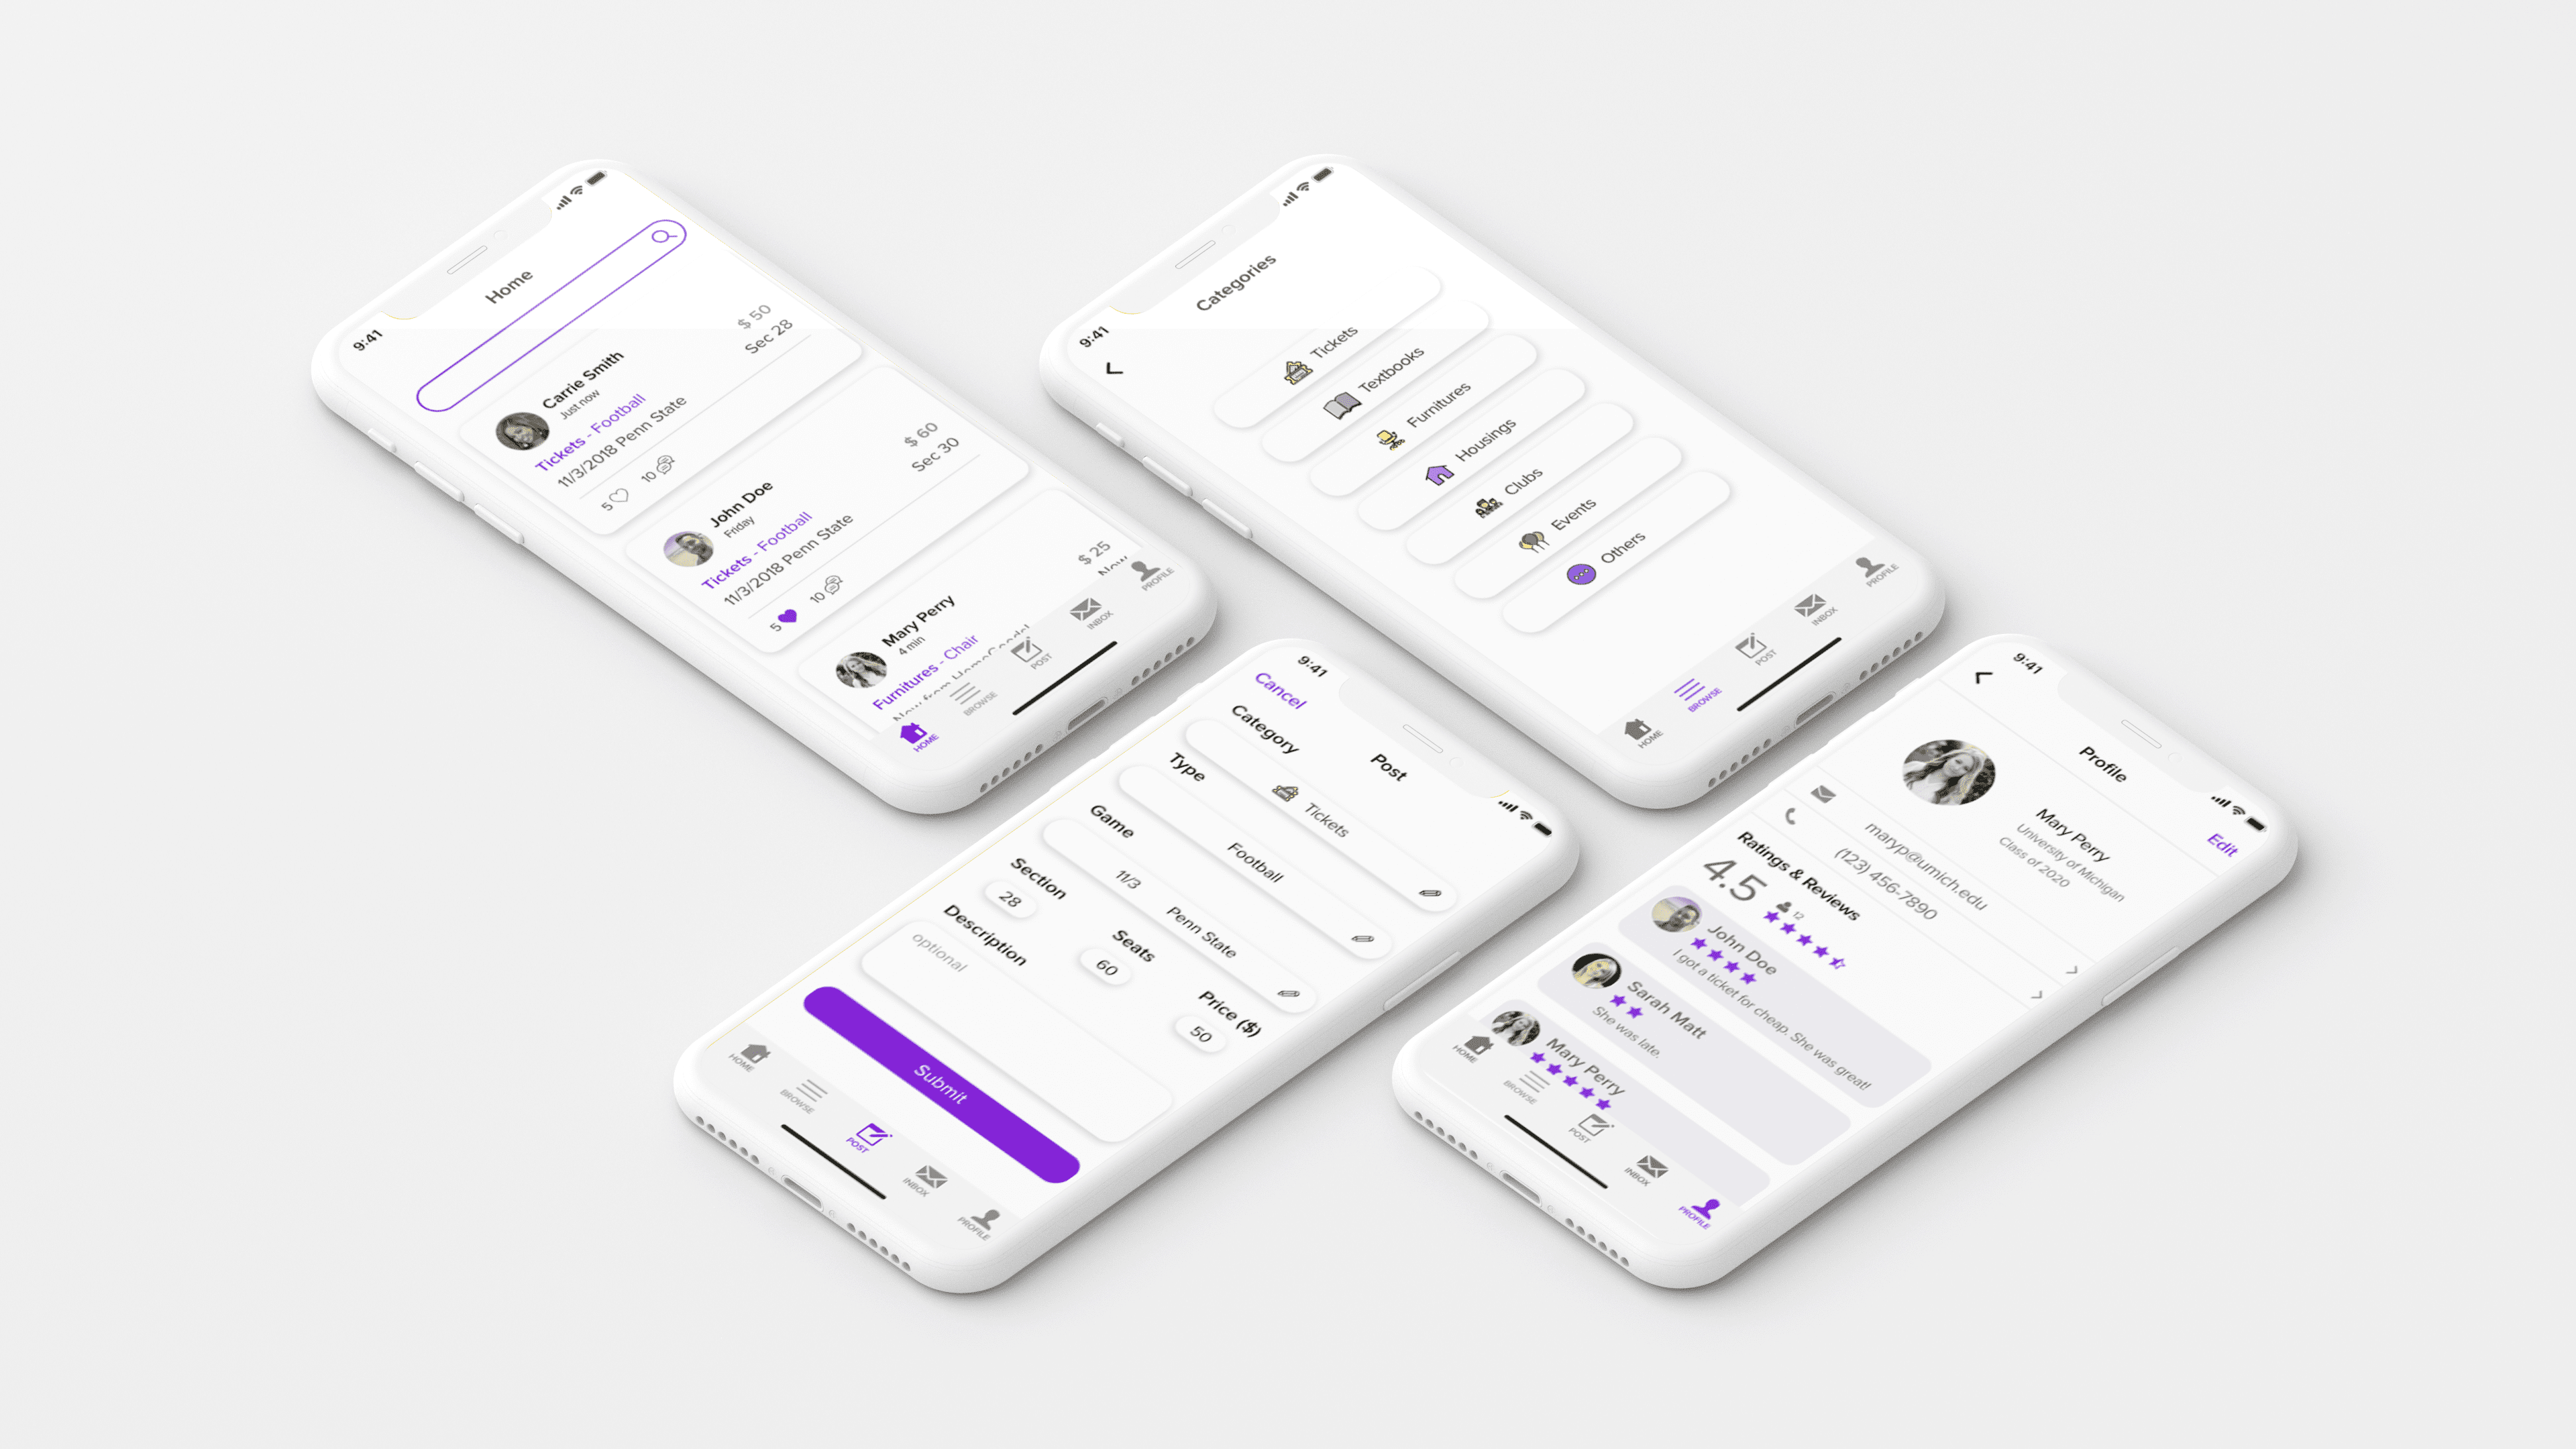 9:41
Home
Carrie Smith
Just now
$ 50
Sec 28
Tickets - Football
11/3/2018 Penn State
5
10
John Doe
Friday
$ 60
Sec 30
Tickets - Football
11/3/2018 Penn State
5
10
Mary Perry
4 min
$ 25
Furnitures - Chair
HOME
BROWSE
POST
INBOX
PROFILE
9:41
Categories
Tickets
Textbooks
Furnitures
Housings
Clubs
Events
Others
HOME
BROWSE
POST
INBOX
PROFILE
9:41
Cancel
Post
Category
Tickets
Type
Football
Game
11/3 Penn State
Section
28
Seats
60
Price ($)
50
Description
optional
Submit
HOME
BROWSE
POST
INBOX
PROFILE
9:41
Profile
Edit
Mary Perry
University of Michigan
Class of 2020
maryp@umich.edu
(123) 456-7890
Ratings & Reviews
4.5
12
John Doe
I got a ticket for cheap. She was great!
Sarah Matt
She was late.
Mary Perry
HOME
BROWSE
POST
INBOX
PROFILE